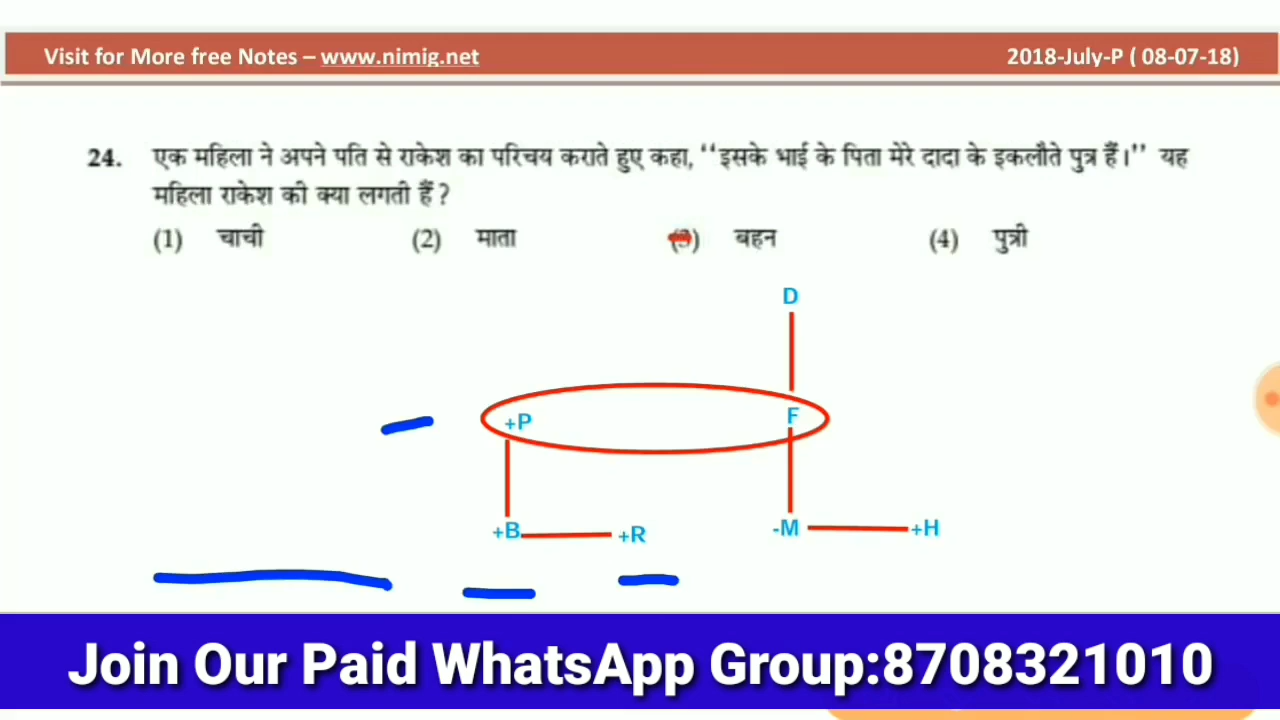 Visit for More free Notes – www.nimig.net 2018-July-P ( 08-07-18)
24. एक महिला ने अपने पति से राकेश का परिचय कराते हुए कहा, ‘‘इसके भाई के पिता मेरे दादा के इकलौते पुत्र हैं।’’ यह
महिला राकेश की क्या लगती हैं ?
(1) चाची (2) माता (3) बहन (4) पुत्री
D
+P F
+B +R -M +H
Join Our Paid WhatsApp Group:8708321010